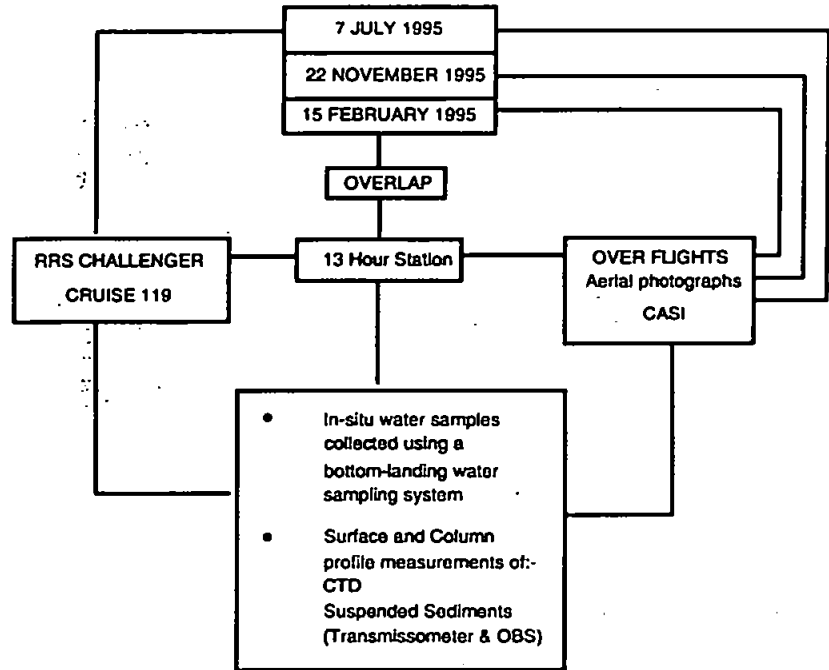 7 JULY 1995
22 NOVEMBER 1995
15 FEBRUARY 1995
OVERLAP
RRS CHALLENGER
CRUISE 119
13 Hour Station
OVER FLIGHTS
Aerial photographs
CASI
• In-situ water samples
collected using a
bottom-landing water
sampling system
• Surface and Column
profile measurements of:-
CTD
Suspended Sediments
(Transmissometer & OBS)